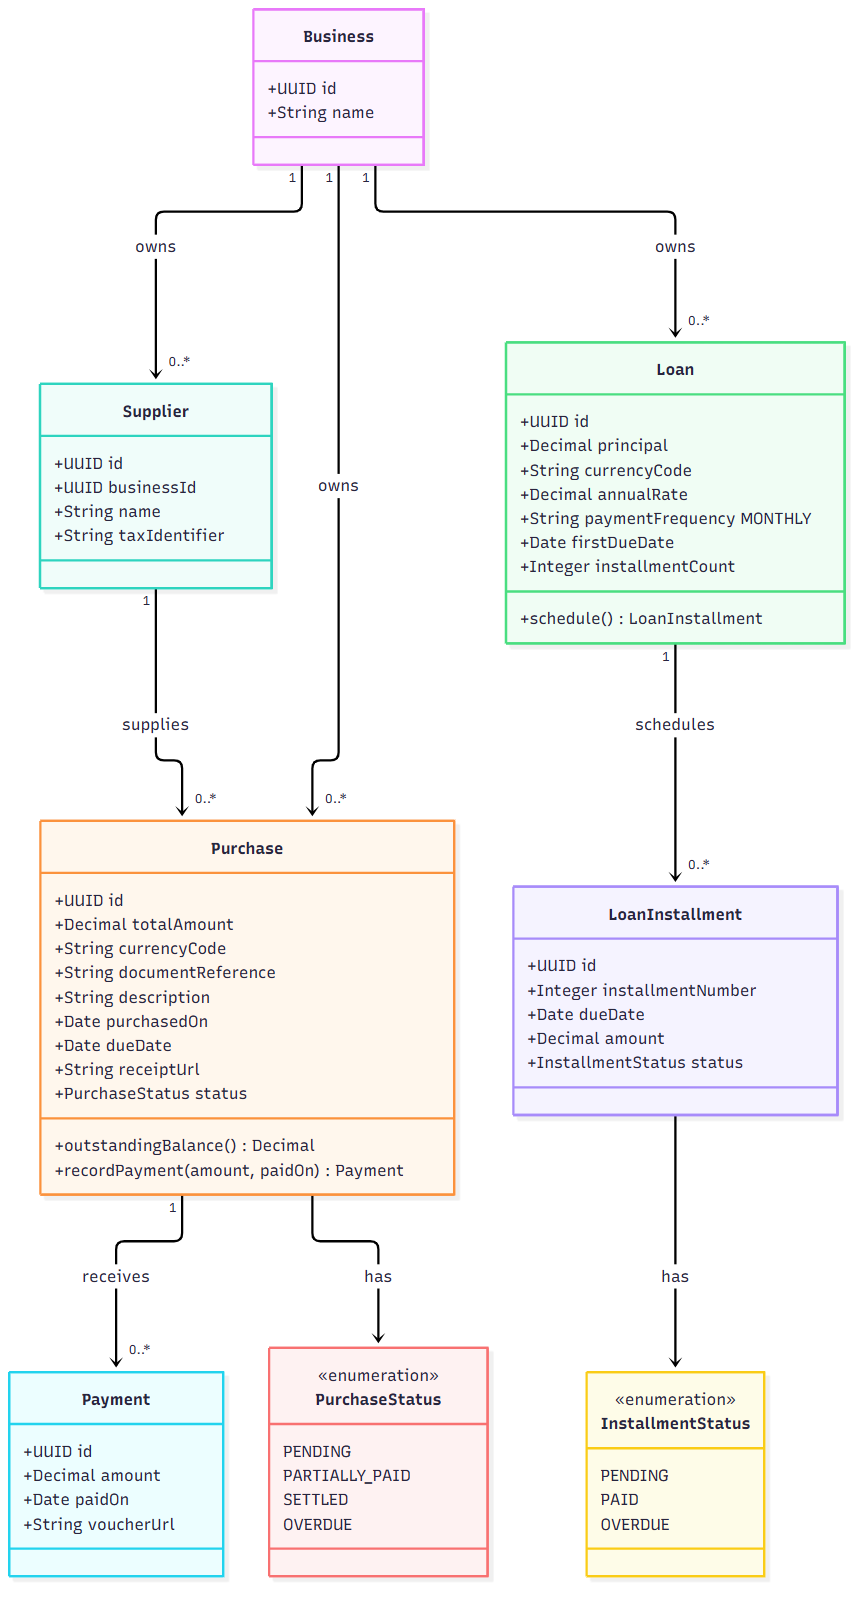 Business
+UUID id
+String name
1
1
1
owns
owns
0..*
0..*
Supplier
+UUID id
+UUID businessId
+String name
+String taxIdentifier
owns
Loan
+UUID id
+Decimal principal
+String currencyCode
+Decimal annualRate
+String paymentFrequency MONTHLY
+Date firstDueDate
+Integer installmentCount
+schedule() : LoanInstallment
1
1
supplies
schedules
0..*
0..*
0..*
Purchase
+UUID id
+Decimal totalAmount
+String currencyCode
+String documentReference
+String description
+Date purchasedOn
+Date dueDate
+String receiptUrl
+PurchaseStatus status
+outstandingBalance() : Decimal
+recordPayment(amount, paidOn) : Payment
LoanInstallment
+UUID id
+Integer installmentNumber
+Date dueDate
+Decimal amount
+InstallmentStatus status
1
receives
has
has
0..*
Payment
+UUID id
+Decimal amount
+Date paidOn
+String voucherUrl
«enumeration»
PurchaseStatus
PENDING
PARTIALLY_PAID
SETTLED
OVERDUE
«enumeration»
InstallmentStatus
PENDING
PAID
OVERDUE